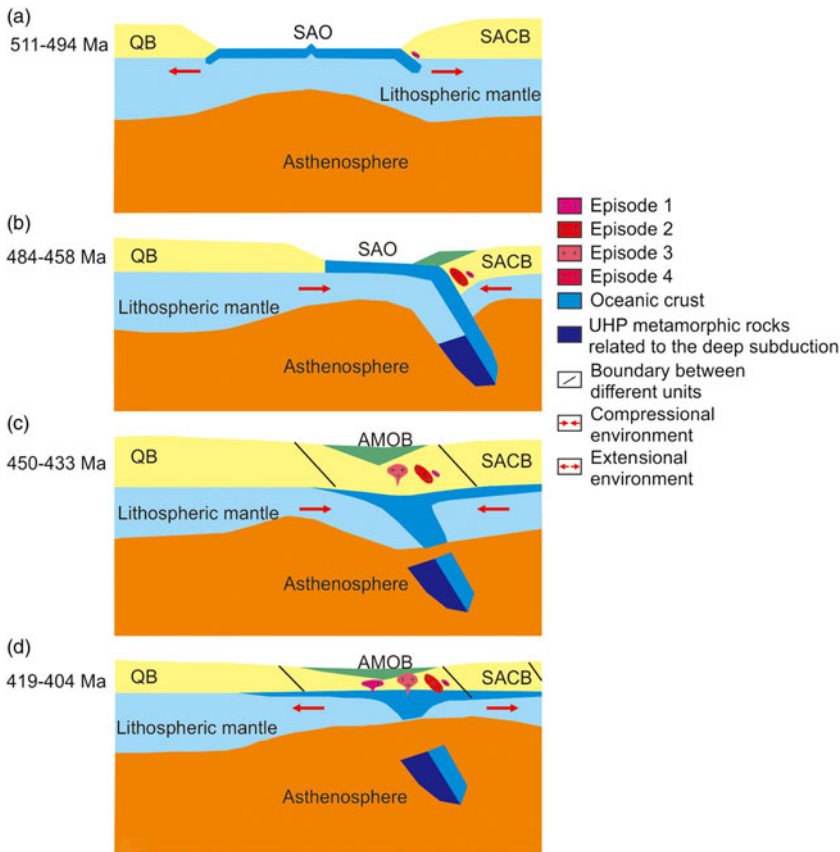 (a)
511-494 Ma
QB
SAO
SACB
Lithospheric mantle
Asthenosphere
(b)
484-458 Ma
QB
SAO
SACB
Lithospheric mantle
Asthenosphere
(c)
450-433 Ma
QB
AMOB
SACB
Lithospheric mantle
Asthenosphere
(d)
419-404 Ma
QB
AMOB
SACB
Lithospheric mantle
Asthenosphere
Episode 1
Episode 2
Episode 3
Episode 4
Oceanic crust
UHP metamorphic rocks
related to the deep subduction
Boundary between
different units
Compressional
environment
Extensional
environment